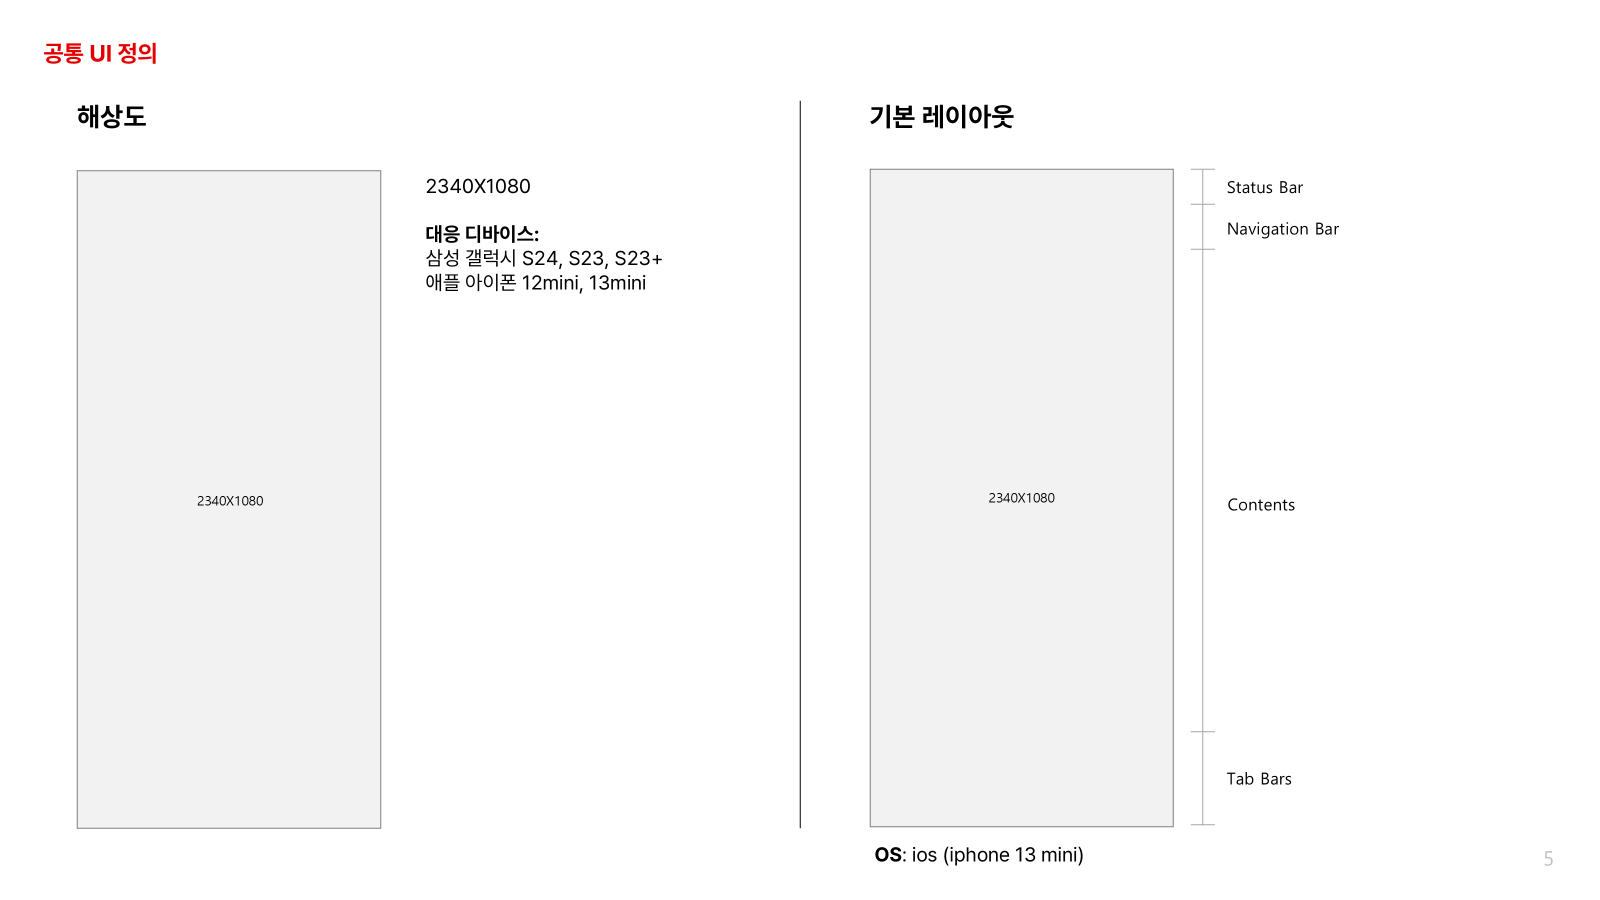 공통 UI 정의
해상도
2340X1080
2340X1080
대응 디바이스:
삼성 갤럭시 S24, S23, S23+
애플 아이폰 12mini, 13mini
기본 레이아웃
2340X1080
Status Bar
Navigation Bar
Contents
Tab Bars
OS: ios (iphone 13 mini)
5